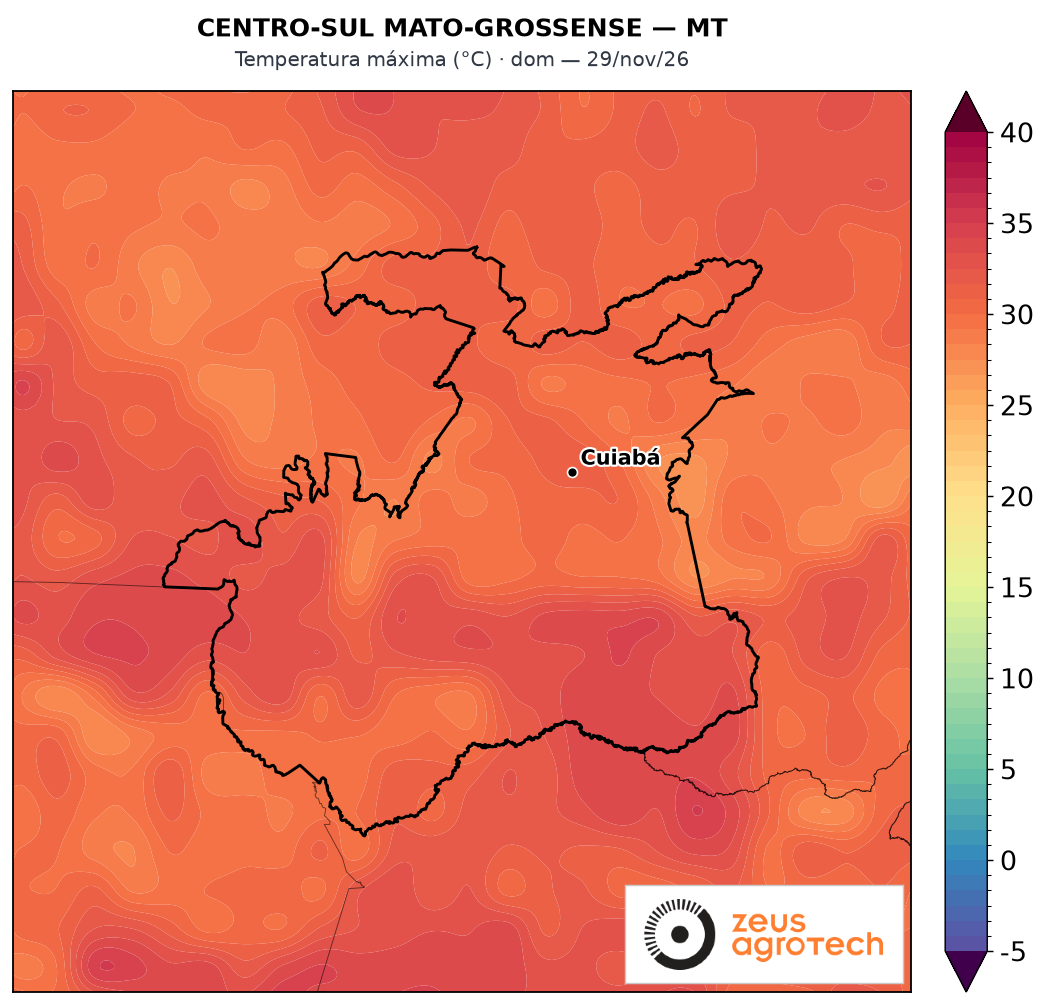 CENTRO-SUL MATO-GROSSENSE — MT
Temperatura máxima (°C) · dom — 29/nov/26
40
35
30
25
20
15
10
5
0
-5
Cuiabá
zeus
agrotech